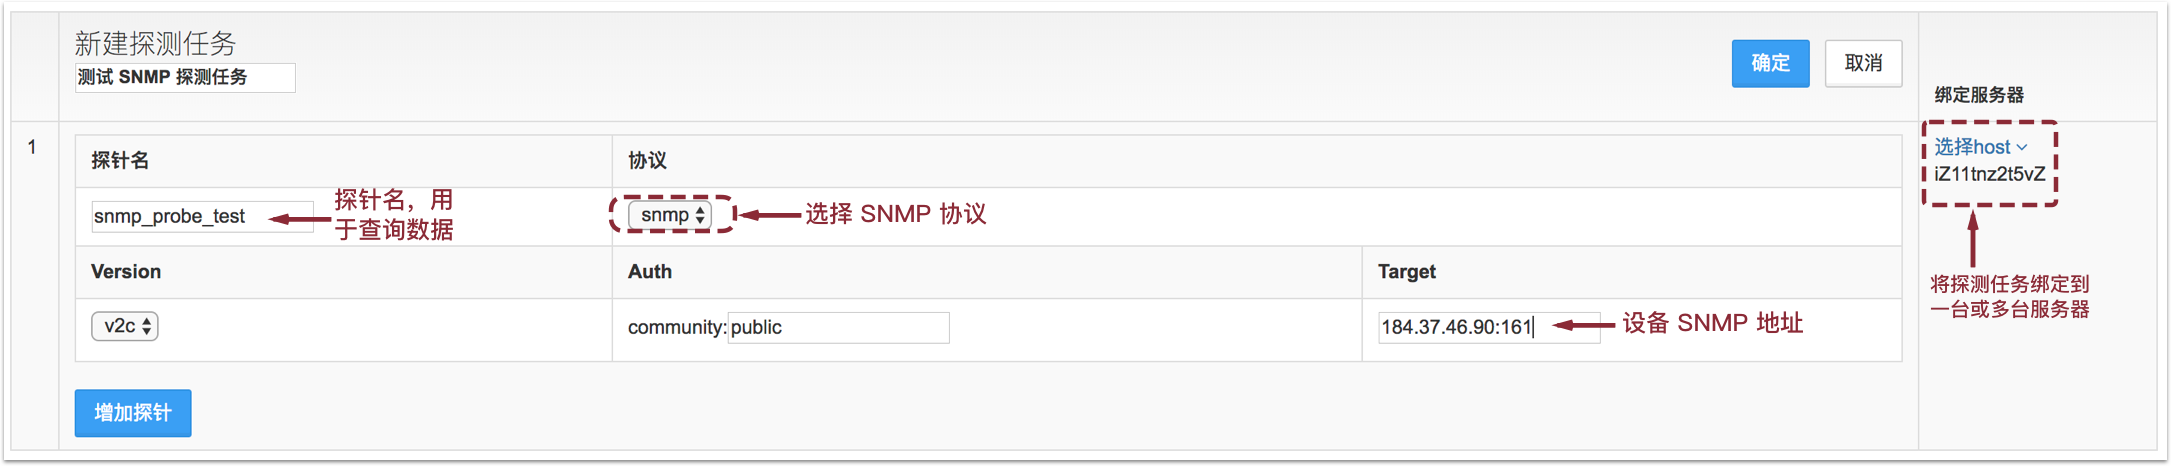 新建探测任务
测试 SNMP 探测任务
确定
取消
绑定服务器
1
探针名
协议
选择host
iZ11tnz2t5vZ
snmp_probe_test
探针名，用
于查询数据
snmp
选择 SNMP 协议
Version
Auth
Target
将探测任务绑定到
一台或多台服务器
v2c
community:public
184.37.46.90:161
设备 SNMP 地址
增加探针